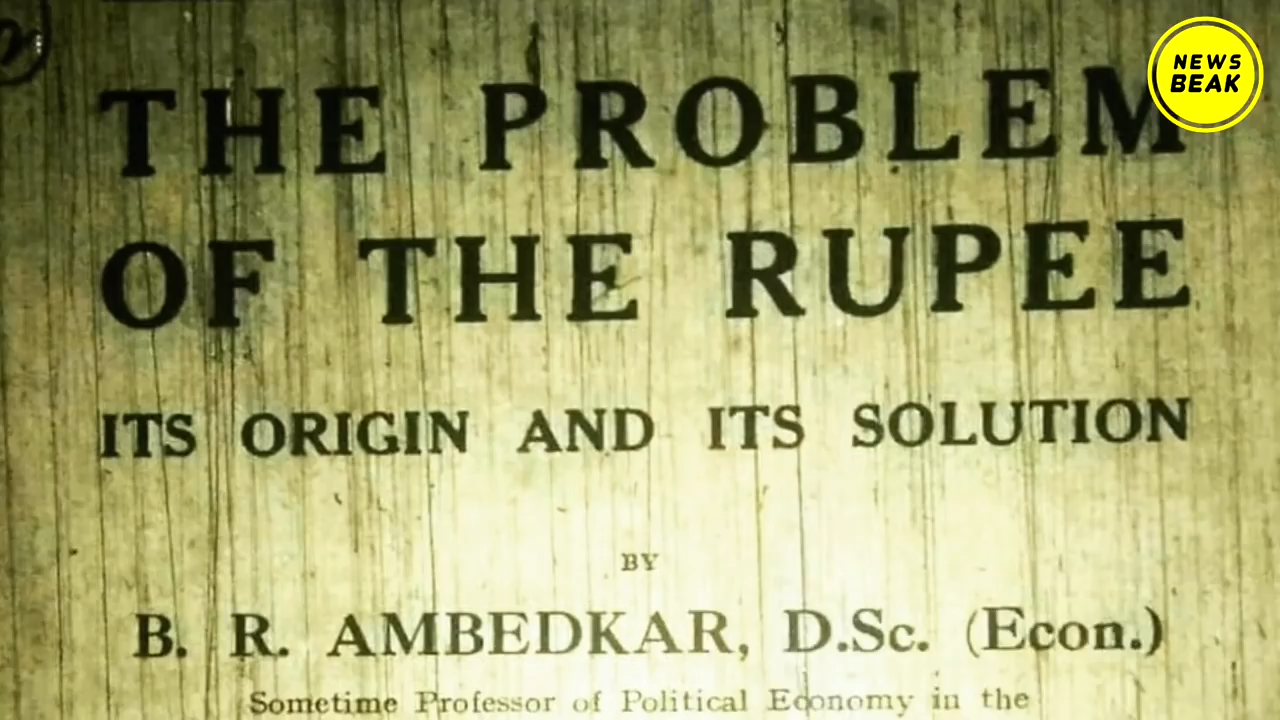 THE PROBLEM
OF THE RUPEE
ITS ORIGIN AND ITS SOLUTION
BY
B. R. AMBEDKAR, D.Sc. (Econ.)
Sometime Professor of Political Economy in the
NEWS
BEAK